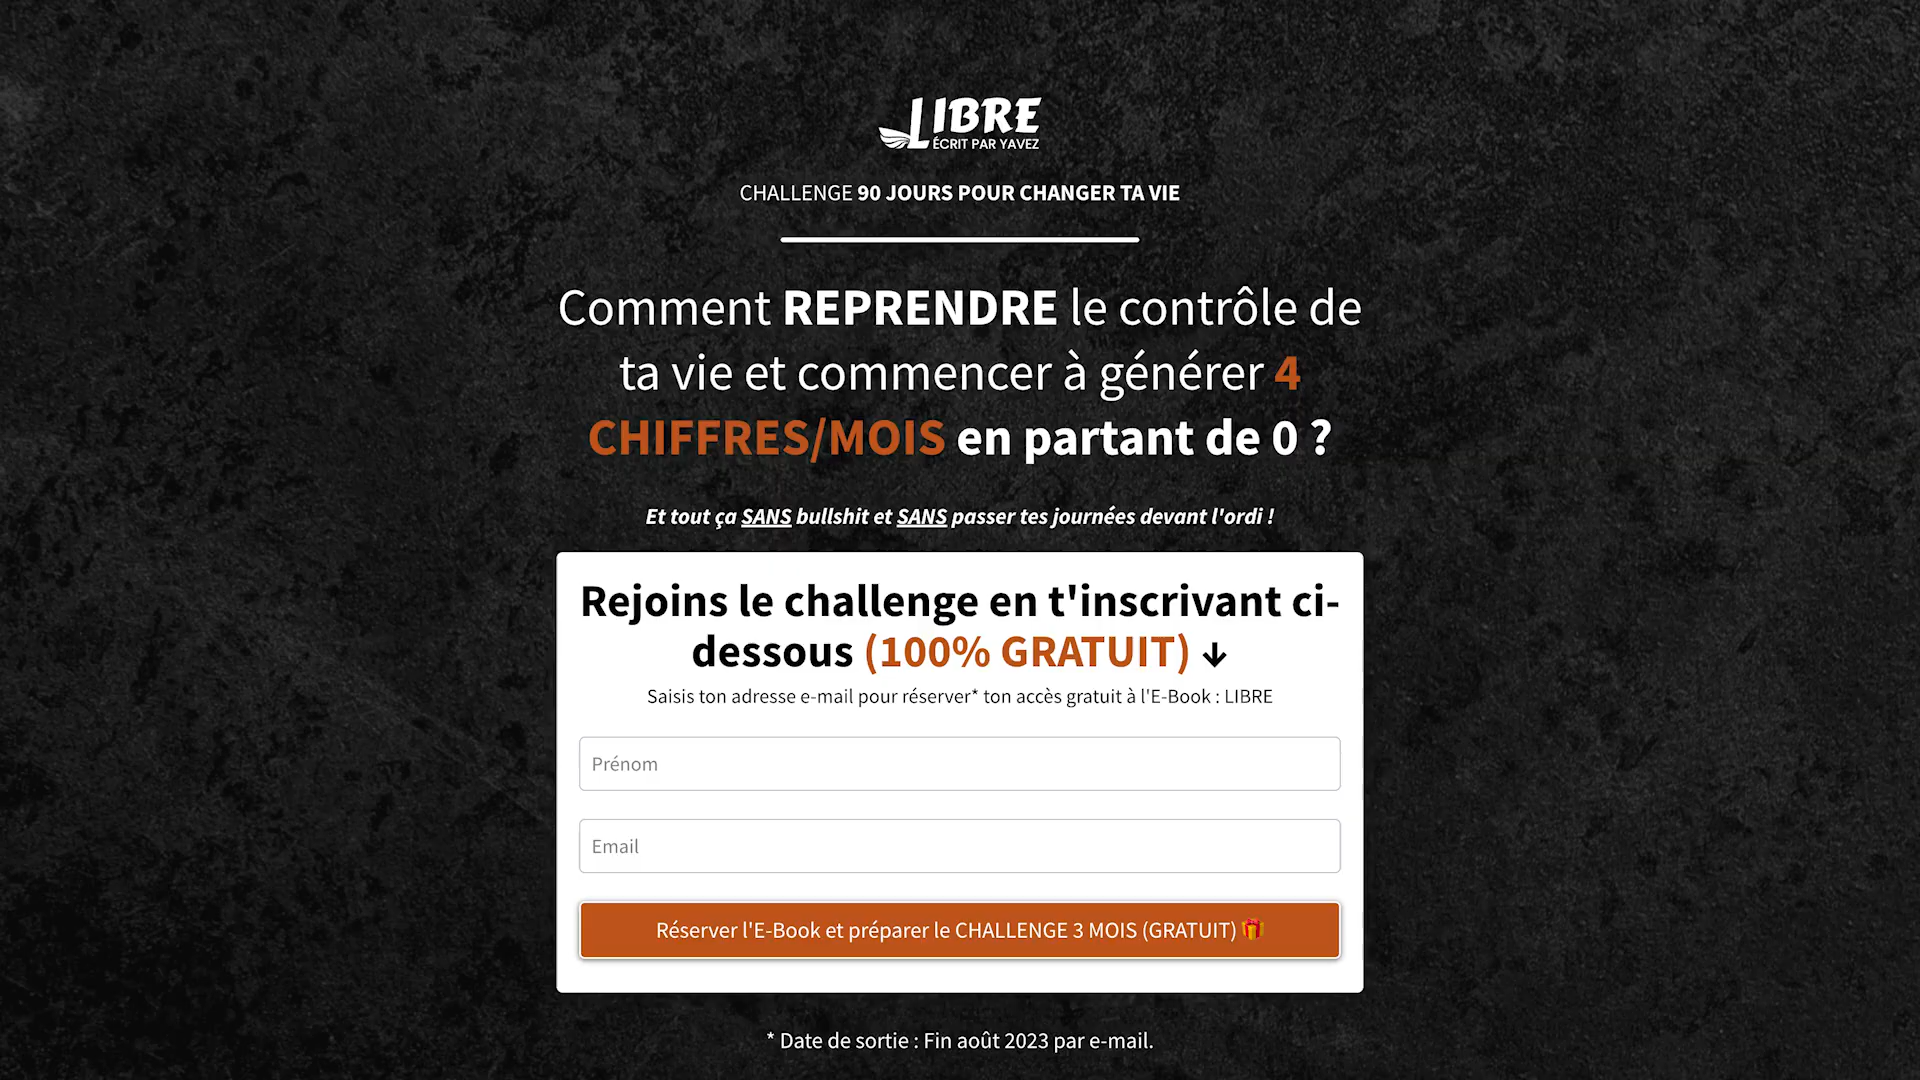 LIBRE
ÉCRIT PAR YAVEZ
CHALLENGE 90 JOURS POUR CHANGER TA VIE
Comment REPRENDRE le contrôle de
ta vie et commencer à générer 4
CHIFFRES/MOIS en partant de 0 ?
Et tout ça SANS bullshit et SANS passer tes journées devant l'ordi !
Rejoins le challenge en t'inscrivant ci-
dessous (100% GRATUIT) ↓
Saisis ton adresse e-mail pour réserver* ton accès gratuit à l'E-Book : LIBRE
Prénom
Email
Réserver l'E-Book et préparer le CHALLENGE 3 MOIS (GRATUIT) 🎁
* Date de sortie : Fin août 2023 par e-mail.